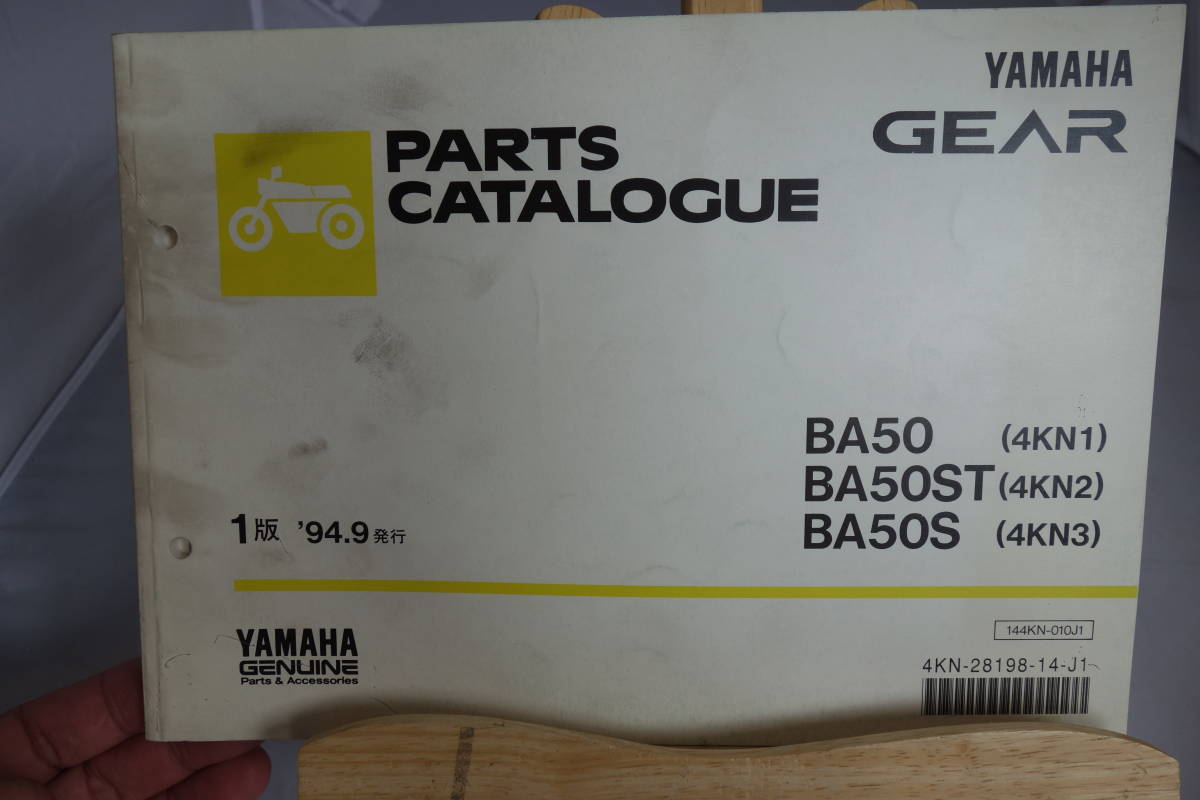 YAMAHA
GEAR
PARTS
CATALOGUE
BA50 (4KN1)
BA50ST (4KN2)
BA50S (4KN3)
1版 '94.9発行
YAMAHA
GENUINE
Parts & Accessories
144KN-010J1
4KN-28198-14-J1